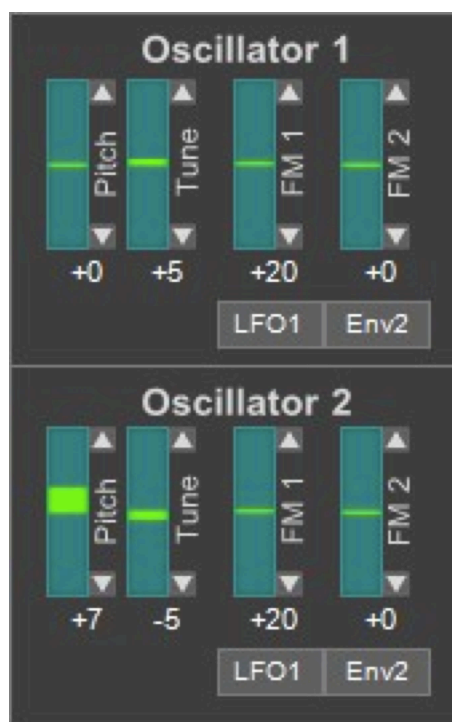 Oscillator 1
Pitch Tune FM 1 FM 2
+0 +5 +20 +0
LFO1 Env2
Oscillator 2
Pitch Tune FM 1 FM 2
+7 -5 +20 +0
LFO1 Env2